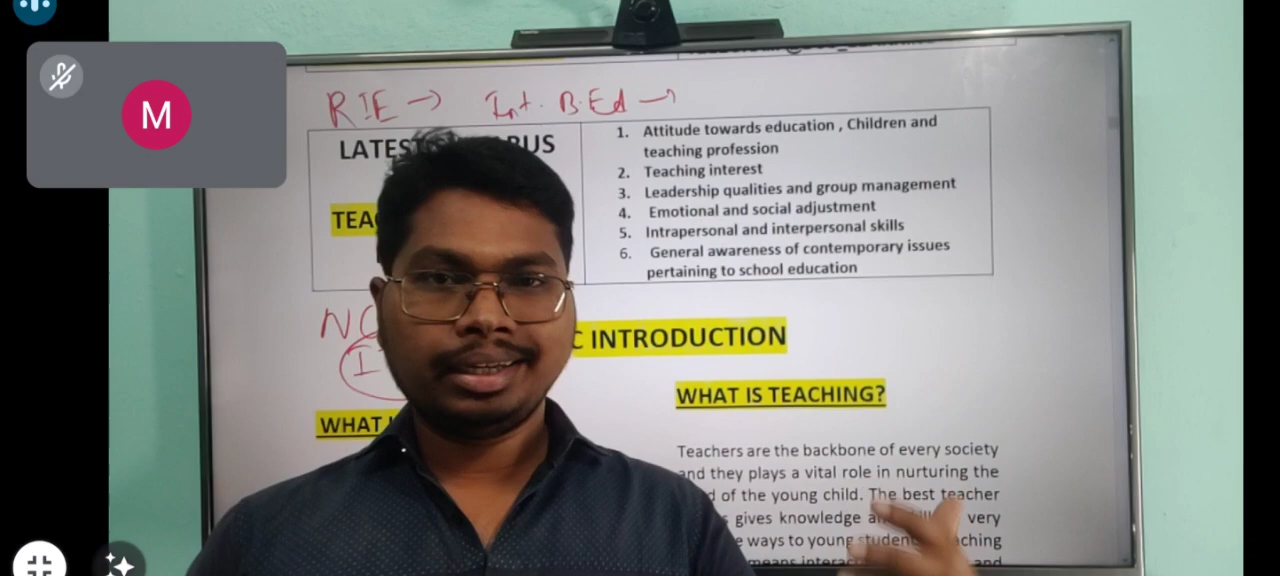 M
RIE → Int. B.Ed →
LATEST
TEA
1. Attitude towards education , Children and
teaching profession
2. Teaching interest
3. Leadership qualities and group management
4. Emotional and social adjustment
5. Intrapersonal and interpersonal skills
6. General awareness of contemporary issues
pertaining to school education
INTRODUCTION
WHAT
WHAT IS TEACHING?
Teachers are the backbone of every society
and they plays a vital role in nurturing the
of the young child. The best teacher
gives knowledge very
ways to young
means and